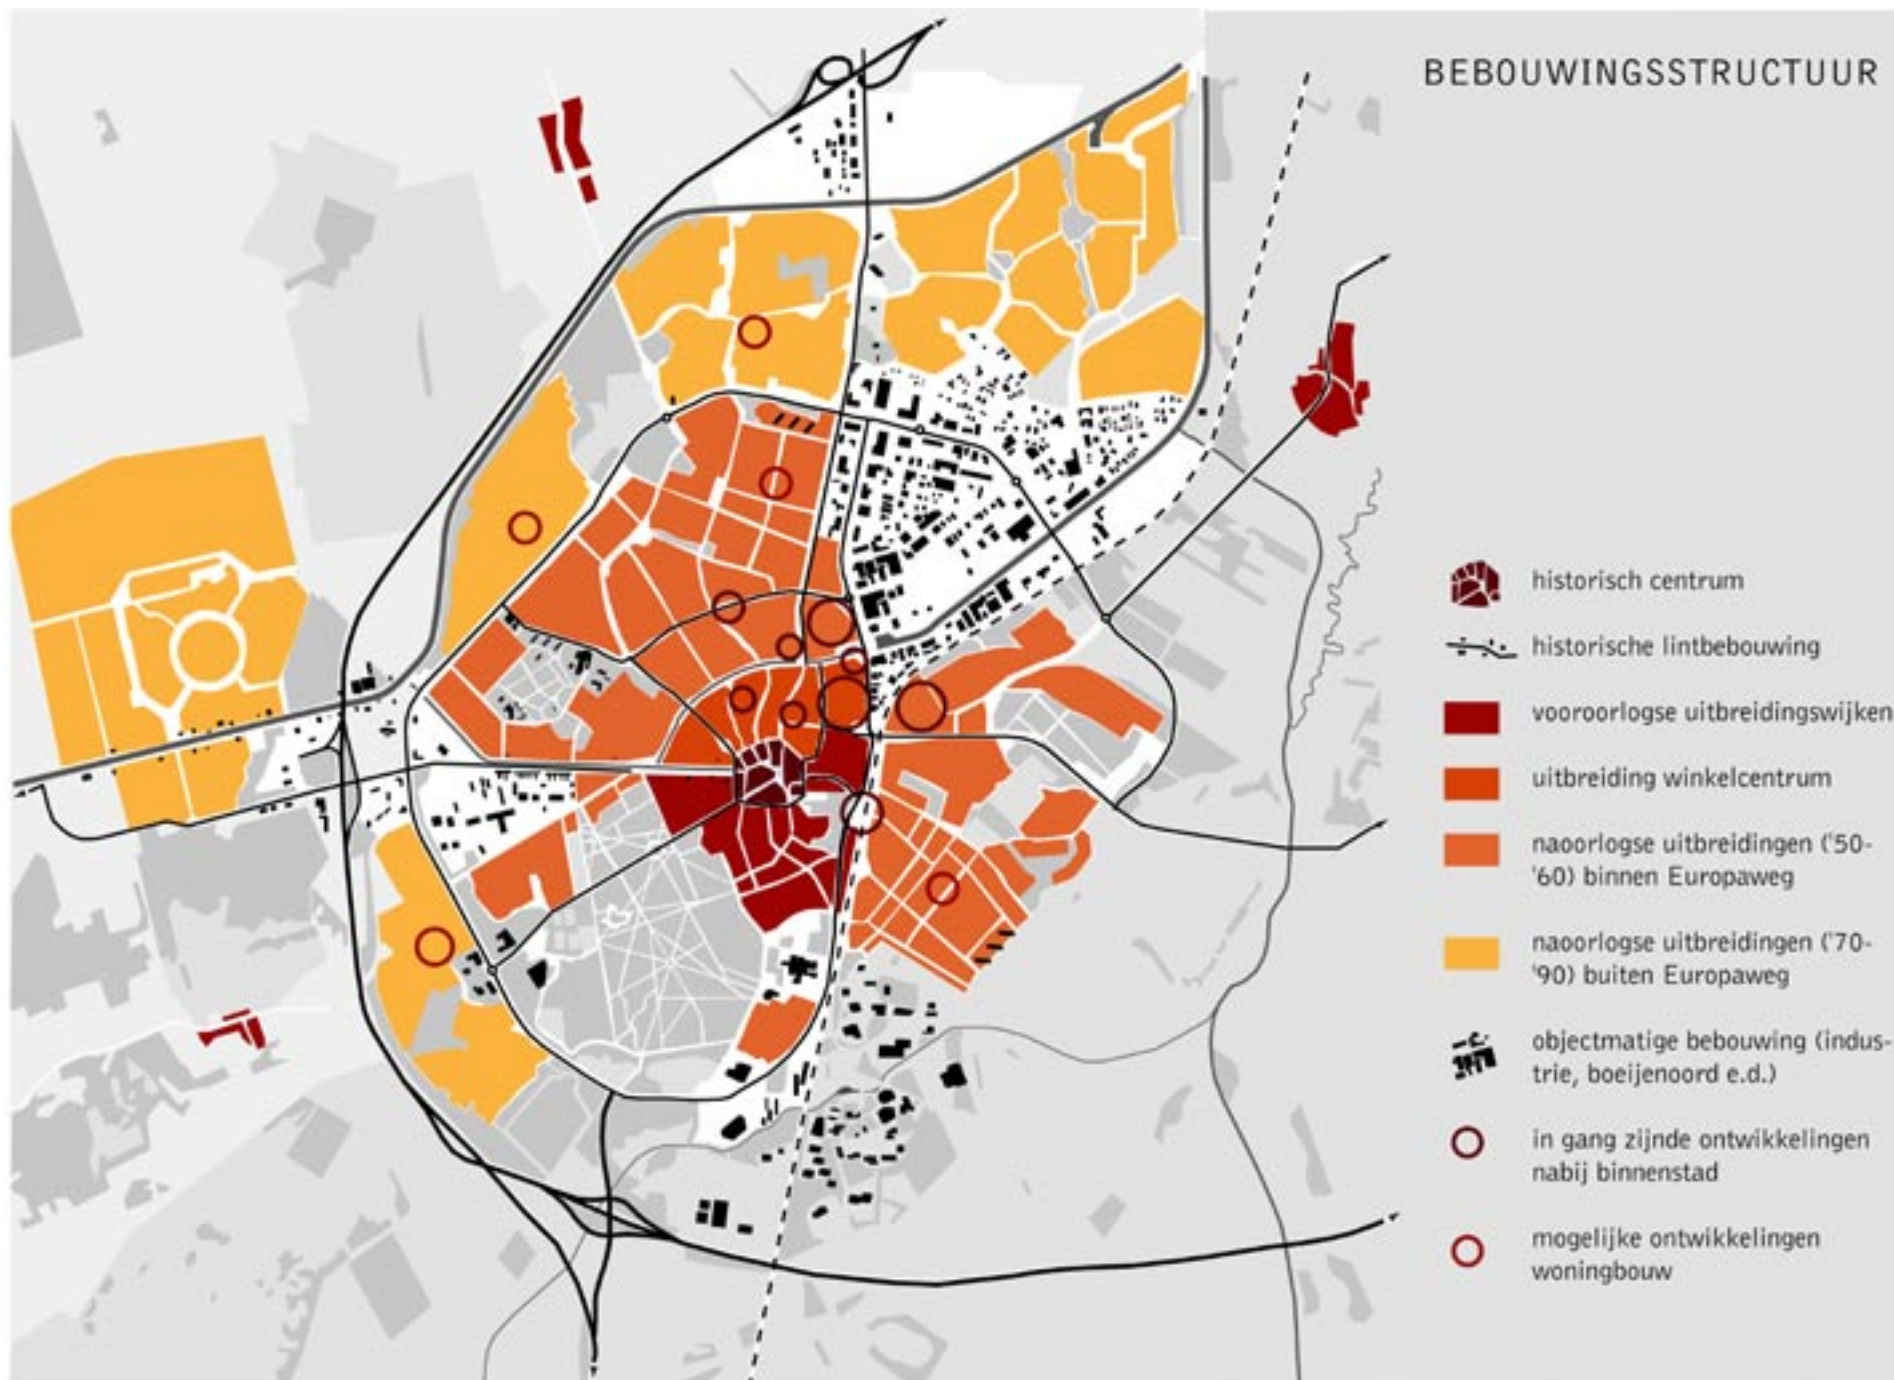 BEBOUWINGSSTRUCTUUR
historisch centrum
historische lintbebouwing
vooroorlogse uitbreidingswijken
uitbreiding winkelcentrum
naoorlogse uitbreidingen ('50-
'60) binnen Europaweg
naoorlogse uitbreidingen ('70-
'90) buiten Europaweg
objectmatige bebouwing (indus-
trie, boeijenoord e.d.)
in gang zijnde ontwikkelingen
nabij binnenstad
mogelijke ontwikkelingen
woningbouw